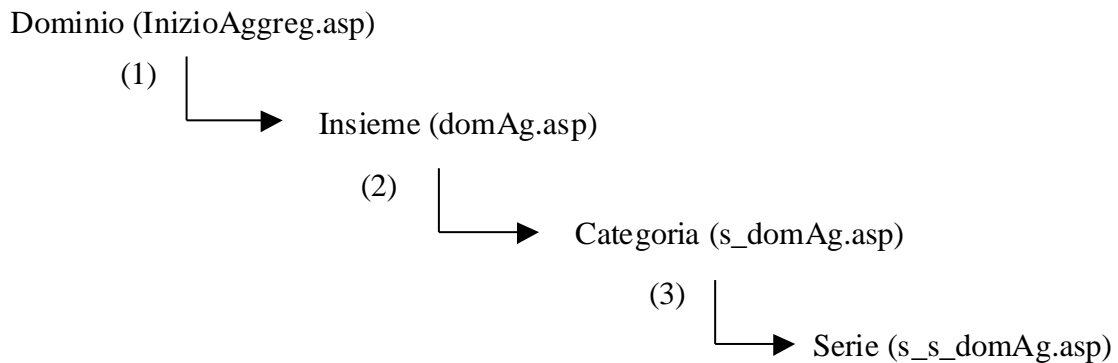 Dominio (InizioAggreg.asp)
(1)
Insieme (domAg.asp)
(2)
Categoria (s_domAg.asp)
(3)
Serie (s_s_domAg.asp)